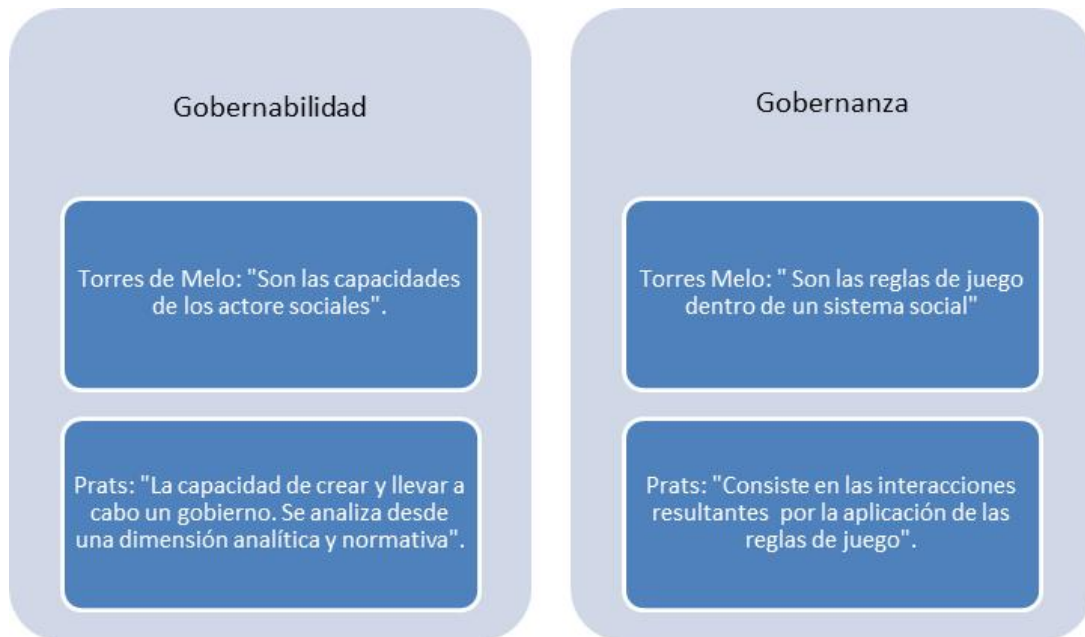 Gobernabilidad
Torres de Melo: "Son las capacidades
de los actore sociales".
Prats: "La capacidad de crear y llevar a
cabo un gobierno. Se analiza desde
una dimensión analítica y normativa".
Gobernanza
Torres Melo: " Son las reglas de juego
dentro de un sistema social"
Prats: "Consiste en las interacciones
resultantes  por la aplicación de las
reglas de juego".